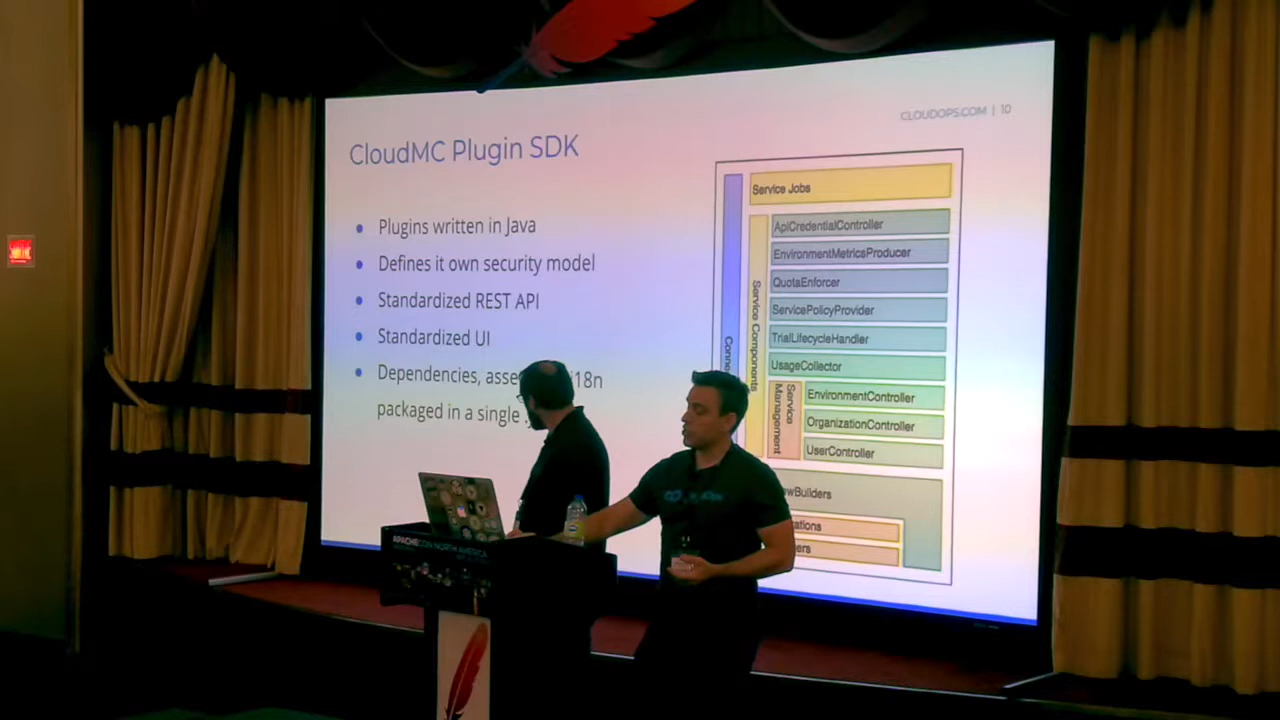 CLOUDOPS.COM | 10
CloudMC Plugin SDK
Plugins written in Java
Defines it own security model
Standardized REST API
Standardized UI
Dependencies, i18n
packaged in a single
Service Jobs
Service Components
ApiCredentialController
EnvironmentMetricsProducer
QuotaEnforcer
ServicePolicyProvider
TrialLifecycleHandler
UsageCollector
Service Management
EnvironmentController
OrganizationController
UserController
APACHECON NORTH AMERICA